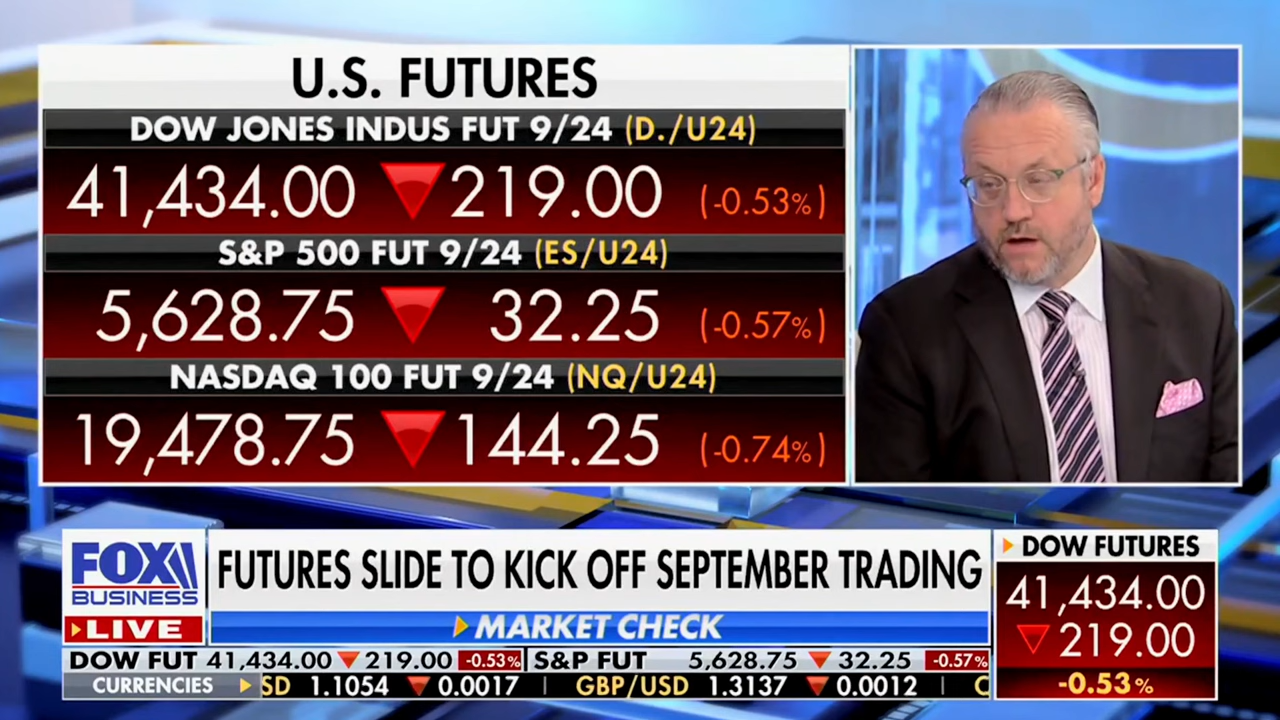 U.S. FUTURES
DOW JONES INDUS FUT 9/24 (D./U24)
41,434.00 ▼ 219.00 (-0.53%)
S&P 500 FUT 9/24 (ES/U24)
5,628.75 ▼ 32.25 (-0.57%)
NASDAQ 100 FUT 9/24 (NQ/U24)
19,478.75 ▼ 144.25 (-0.74%)
FOX
BUSINESS
LIVE
FUTURES SLIDE TO KICK OFF SEPTEMBER TRADING
MARKET CHECK
DOW FUTURES
41,434.00
▼ 219.00
-0.53%
DOW FUT 41,434.00 ▼ 219.00 -0.53% S&P FUT 5,628.75 ▼ 32.25 -0.57%
CURRENCIES SD 1.1054 ▼ 0.0017 | GBP/USD 1.3137 ▼ 0.0012 | C